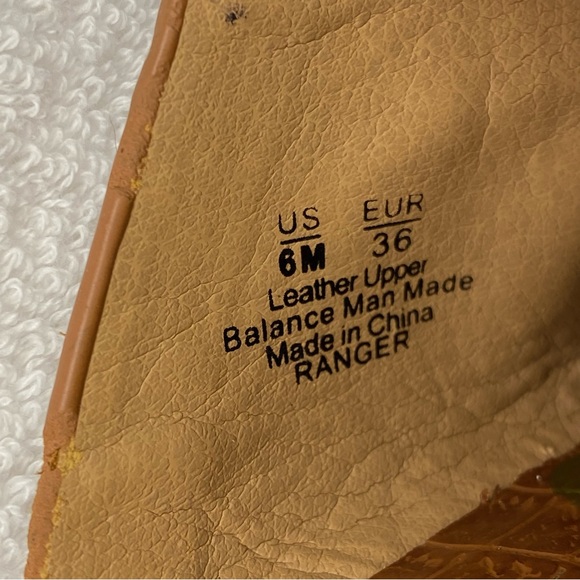 US EUR
6M 36
Leather Upper
Balance Man Made
Made in China
RANGER